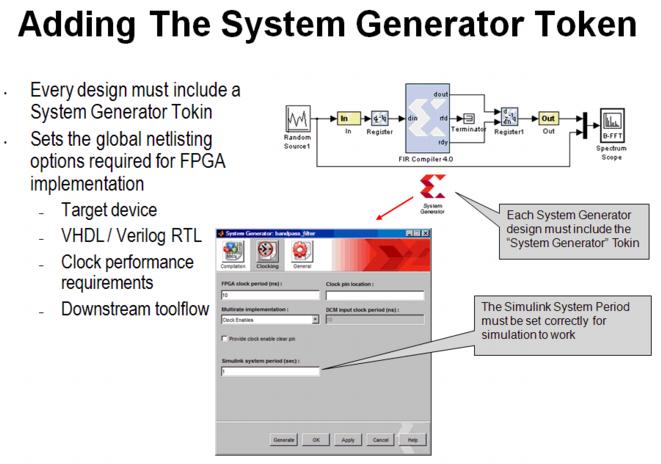 Adding The System Generator Token
Every design must include a
System Generator Tokin
Sets the global netlisting
options required for FPGA
implementation
Target device
VHDL / Verilog RTL
Clock performance
requirements
Downstream toolflow
Random
Source1
In
In
Register
din
dout
rfd
rdy
FIR Compiler 4.0
Terminator
Register1
Out
Out
B-FFT
Spectrum
Scope
System
Generator
Each System Generator
design must include the
"System Generator" Tokin
System Generator: bandpass_filter
Compilation
Clocking
General
FPGA clock period (ns) :
Clock pin location :
10
Multirate implementation :
DCM input clock period (ns) :
Clock Enables
10
Provide clock enable clear pin
Simulink system period (sec) :
1
Generate
OK
Apply
Cancel
Help
The Simulink System Period
must be set correctly for
simulation to work